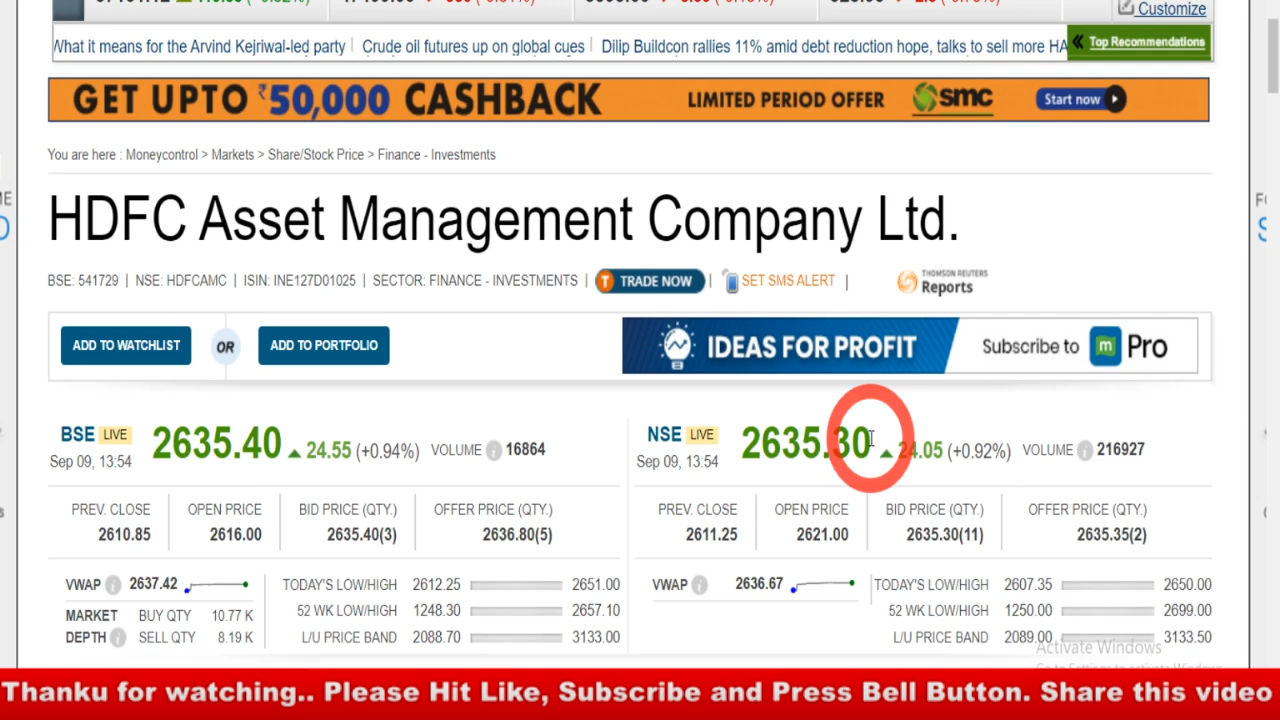 What it means for the Arvind Kejriwal-led party | Crude oil futures up on global cues | Dilip Buildcon rallies 11% amid debt reduction hope, talks to sell more HA
Customize
Top Recommendations
GET UPTO ₹50,000 CASHBACK LIMITED PERIOD OFFER smc Start now
You are here : Moneycontrol > Markets > Share/Stock Price > Finance - Investments
HDFC Asset Management Company Ltd.
BSE: 541729 | NSE: HDFCAMC | ISIN: INE127D01025 | SECTOR: FINANCE - INVESTMENTS | T TRADE NOW | SET SMS ALERT | THOMSON REUTERS Reports
ADD TO WATCHLIST OR ADD TO PORTFOLIO IDEAS FOR PROFIT Subscribe to m Pro
BSE LIVE 2635.40 24.55 (+0.94%) VOLUME i 16864
Sep 09, 13:54
NSE LIVE 2635.30 24.05 (+0.92%) VOLUME i 216927
Sep 09, 13:54
PREV. CLOSE OPEN PRICE BID PRICE (QTY.) OFFER PRICE (QTY.)
2610.85 2616.00 2635.40(3) 2636.80(5)
PREV. CLOSE OPEN PRICE BID PRICE (QTY.) OFFER PRICE (QTY.)
2611.25 2621.00 2635.30(11) 2635.35(2)
VWAP i 2637.42
MARKET DEPTH i BUY QTY 10.77 K
SELL QTY 8.19 K
TODAY'S LOW/HIGH 2612.25 2651.00
52 WK LOW/HIGH 1248.30 2657.10
L/U PRICE BAND 2088.70 3133.00
VWAP i 2636.67
TODAY'S LOW/HIGH 2607.35 2650.00
52 WK LOW/HIGH 1250.00 2699.00
L/U PRICE BAND 2089.00 3133.50
Activate Windows
Thanku for watching.. Please Hit Like, Subscribe and Press Bell Button. Share this video